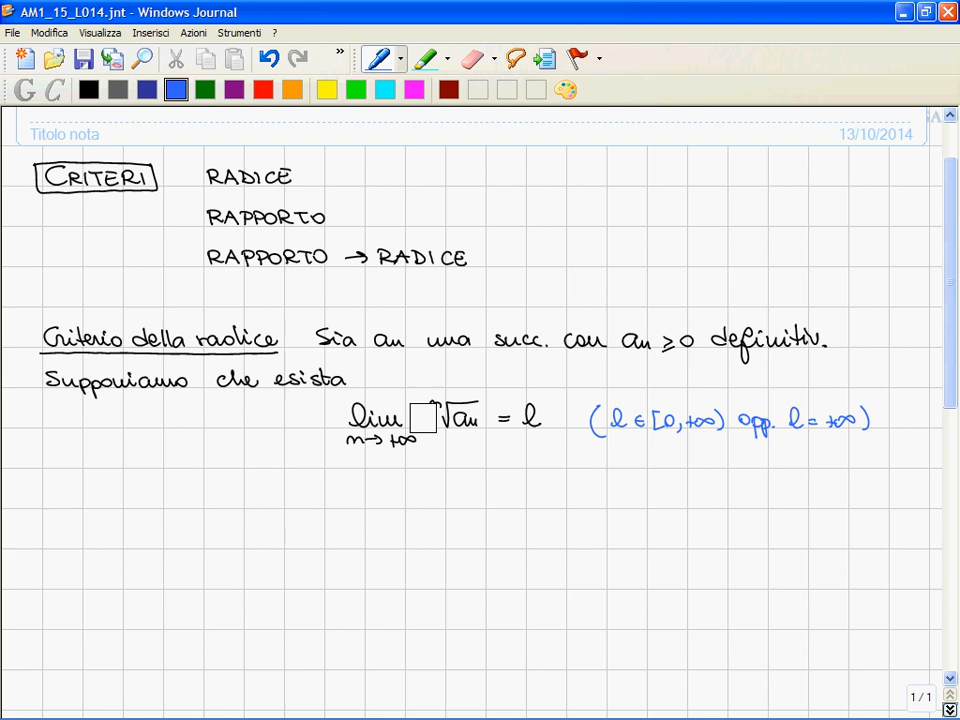 AM1_15_L014.jnt - Windows Journal
File Modifica Visualizza Inserisci Azioni Strumenti ?
G C
Titolo nota 13/10/2014
CRITERI RADICE
RAPPORTO
RAPPORTO → RADICE
Criterio della radice Sia an una succ. con an ≥ 0 definitiv.
Supponiamo che esista
lim √an = l (l ∈ [0,+∞) opp. l = +∞)
n→+∞
1 / 1